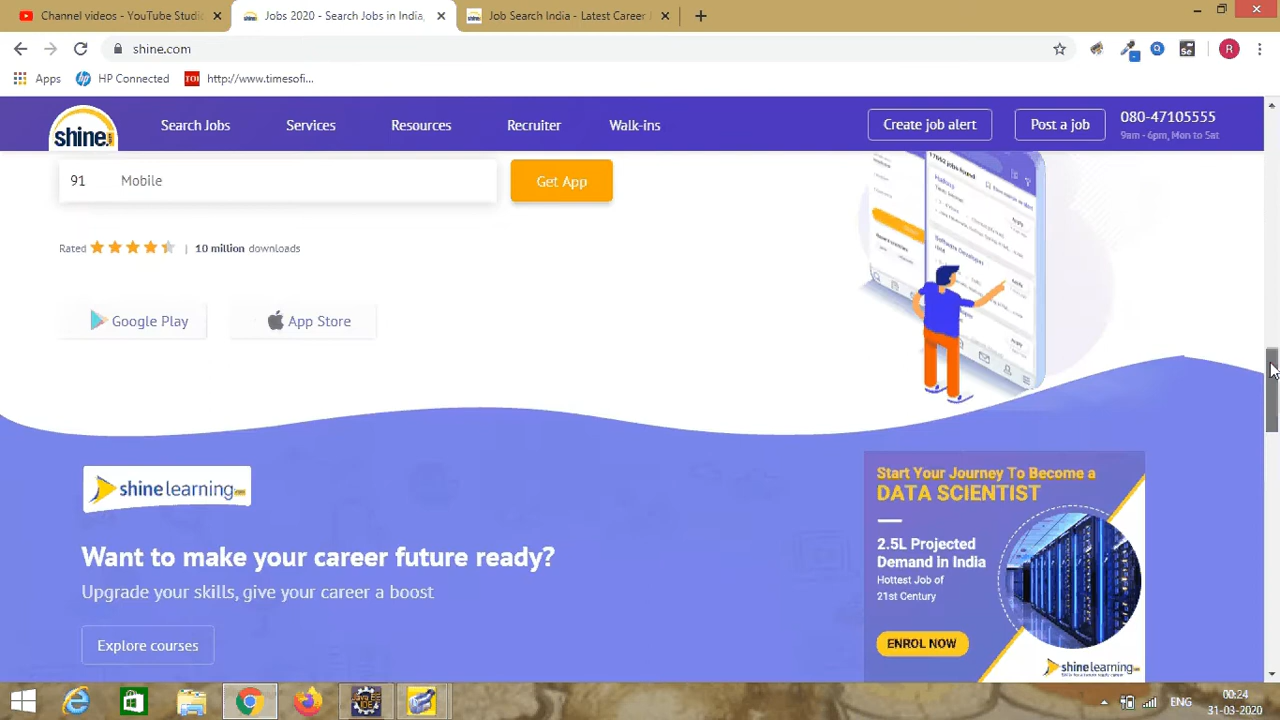 Channel videos - YouTube Studio
Jobs 2020 - Search Jobs in India,
Job Search India - Latest Career
shine.com
R
Apps
HP Connected
TOI
http://www.timesofi...
shine.com
Search Jobs
Services
Resources
Recruiter
Walk-ins
Create job alert
Post a job
080-47105555
9am - 6pm, Mon to Sat
91
Mobile
Get App
Rated
10 million downloads
Google Play
App Store
shine learning.com
Want to make your career future ready?
Upgrade your skills, give your career a boost
Explore courses
Start Your Journey To Become a
DATA SCIENTIST
2.5L Projected
Demand in India
Hottest Job of
21st Century
ENROL NOW
shine learning.com
ENG
00:24
31-03-2020